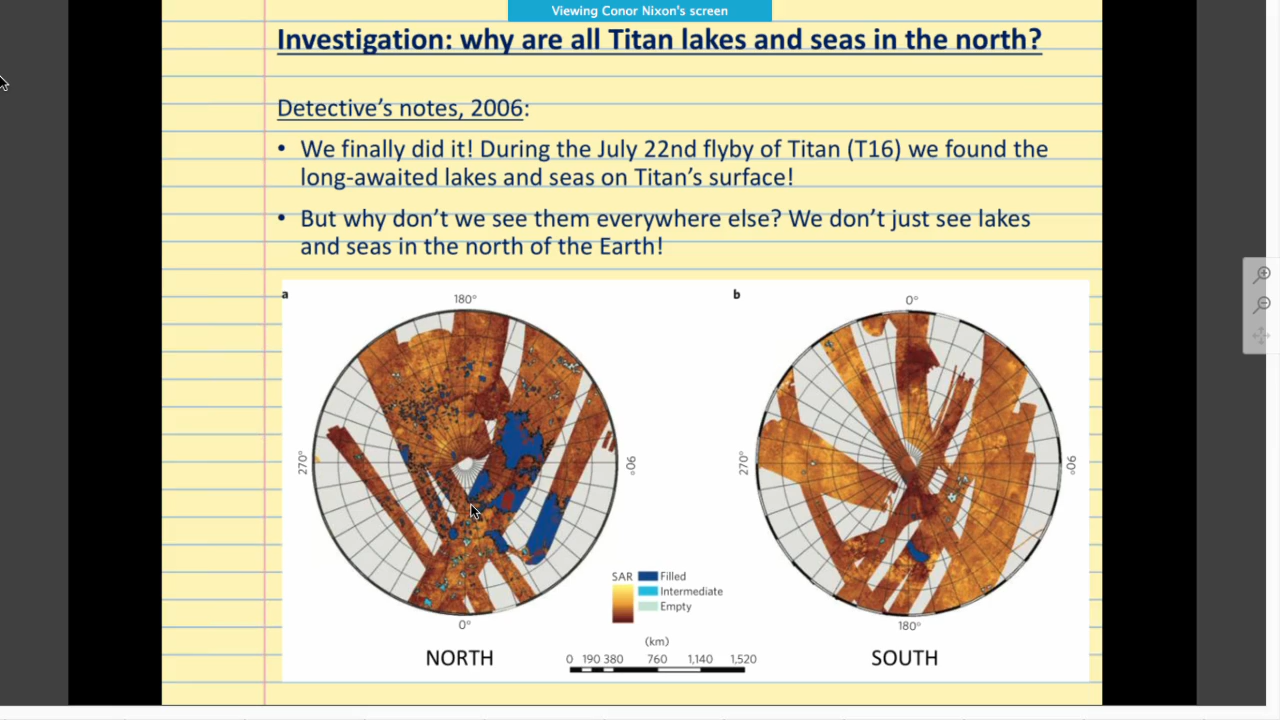 Viewing Conor Nixon's screen
Investigation: why are all Titan lakes and seas in the north?
Detective’s notes, 2006:
• We finally did it! During the July 22nd flyby of Titan (T16) we found the
long-awaited lakes and seas on Titan’s surface!
• But why don’t we see them everywhere else? We don’t just see lakes
and seas in the north of the Earth!
a
180°
270°
90°
0°
b
0°
270°
90°
180°
SAR
Filled
Intermediate
Empty
(km)
0 190 380 760 1,140 1,520
NORTH
SOUTH